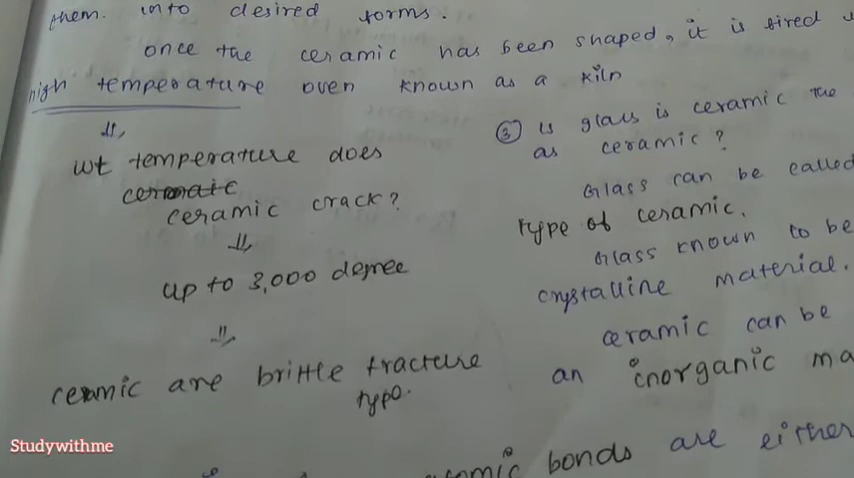 them. into desired forms.
once the ceramic has been shaped, it is fired
high temperature oven known as a kiln
wt temperature does
ceramic crack?
up to 3,000 degree
ceramic are brittle fracture
type.
③ is glass is ceramic the
as ceramic?
Glass can be called
type of ceramic.
Glass known to be
crystalline material.
ceramic can be
an inorganic ma
bonds are either
Studywithme